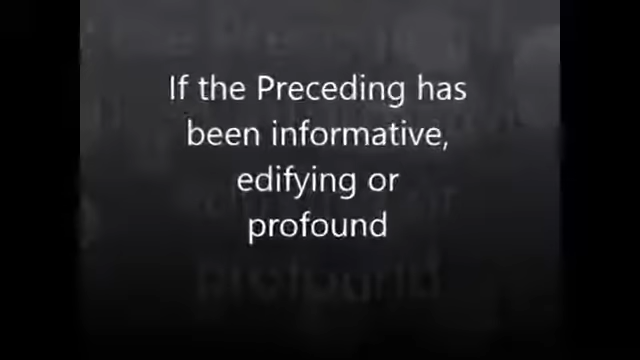 If the Preceding has
been informative,
edifying or
profound